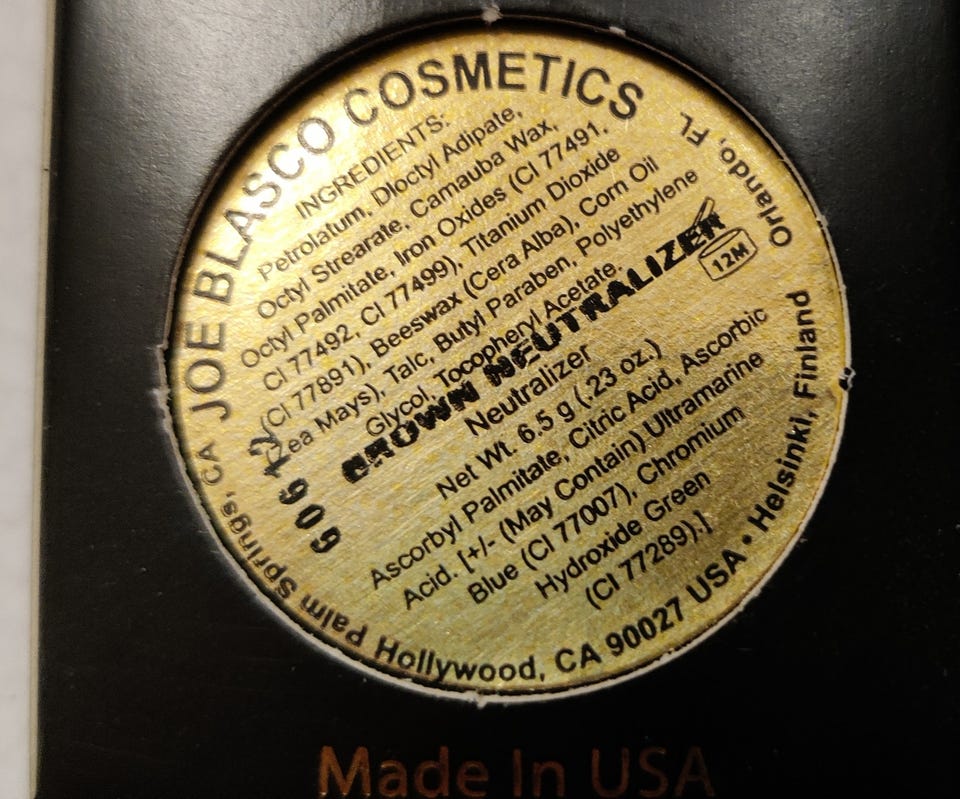 JOE BLASCO COSMETICS
INGREDIENTS:
Petrolatum, Dioctyl Adipate,
Octyl Strearate, Carnauba Wax,
Octyl Palmitate, Iron Oxides (CI 77491,
CI 77492, CI 77499), Titanium Dioxide
(CI 77891), Beeswax (Cera Alba), Corn Oil
(Zea Mays), Talc, Butyl Paraben, Polyethylene
Glycol, Tocopheryl Acetate,
BROWN NEUTRALIZER
Neutralizer
Net Wt. 6.5 g (.23 oz.)
Ascorbyl Palmitate, Citric Acid, Ascorbic
Acid. [+/- (May Contain) Ultramarine
Blue (CI 77007), Chromium
Hydroxide Green
(CI 77289).]
12M
Orlando, FL
Palm Springs, CA
Hollywood, CA 90027 USA • Helsinki, Finland
Made In USA